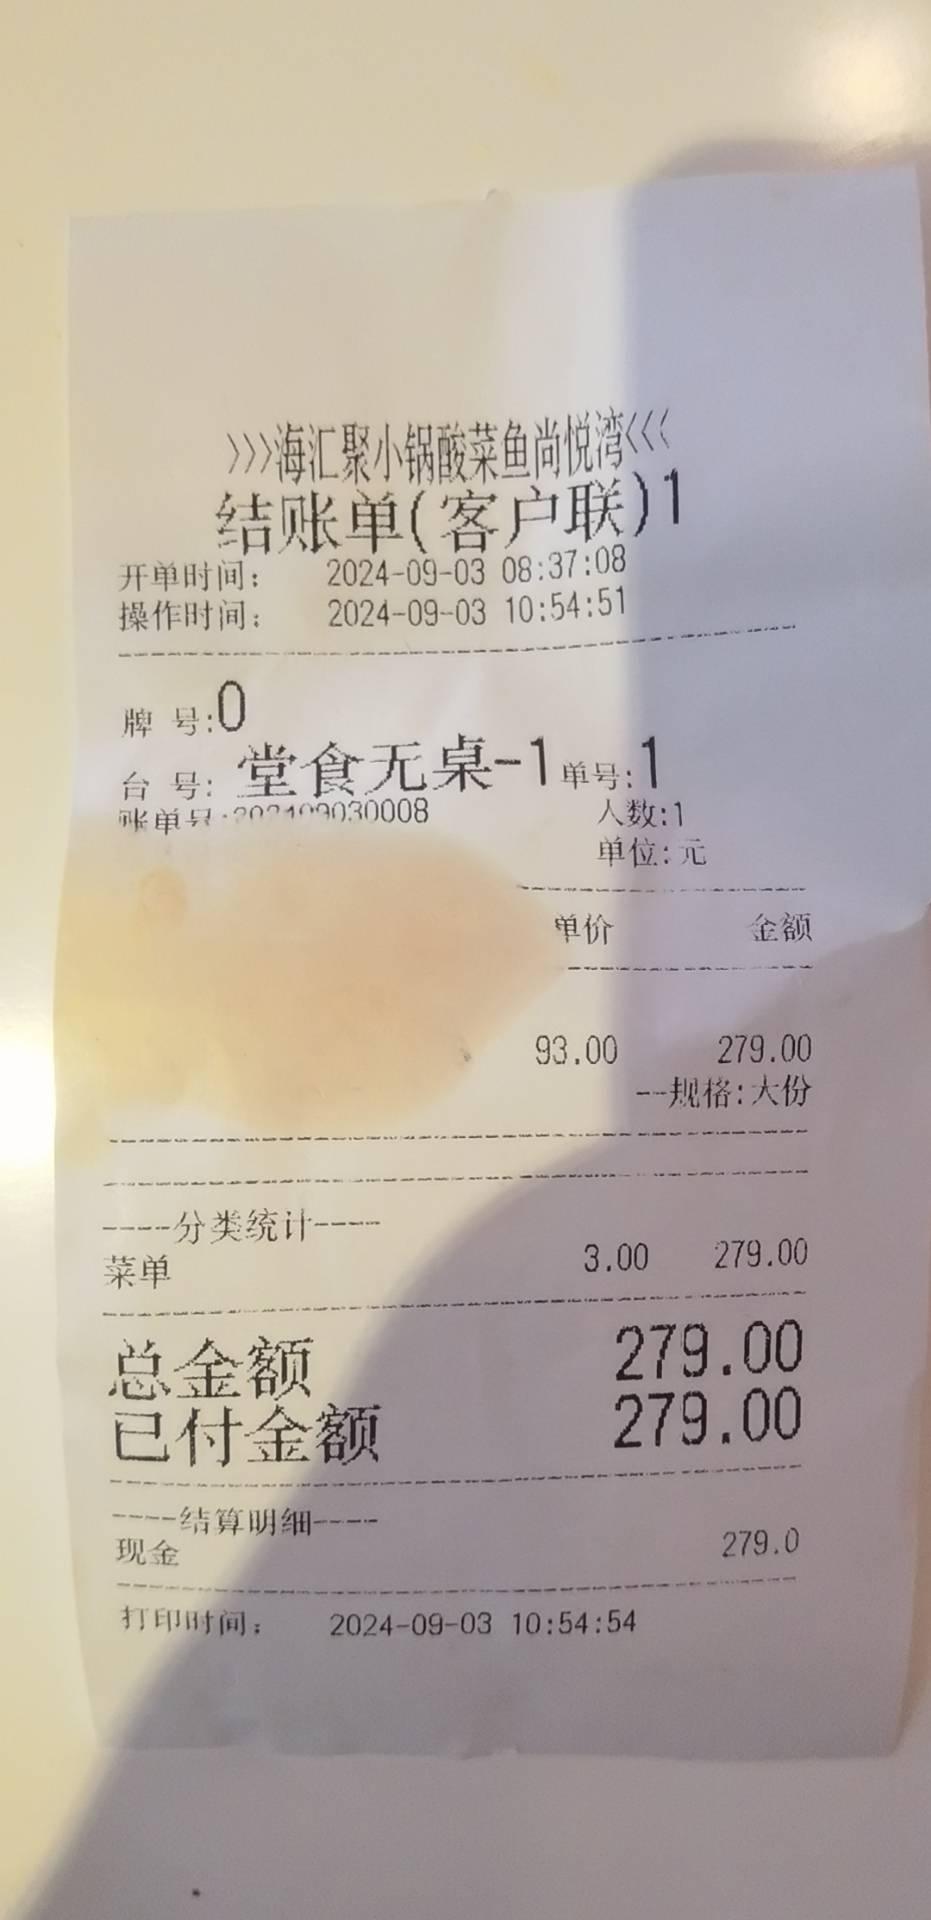 >>>海汇聚小锅酸菜鱼尚悦湾<<<
结账单(客户联)1
开单时间: 2024-09-03 08:37:08
操作时间: 2024-09-03 10:54:51
牌 号:0
台 号: 堂食无桌-1 单号:1
账单号:202409030008 人数:1
单位:元
单价 金额
93.00 279.00
--规格:大份
----分类统计----
菜单 3.00 279.00
总金额 279.00
已付金额 279.00
----结算明细----
现金 279.0
打印时间: 2024-09-03 10:54:54